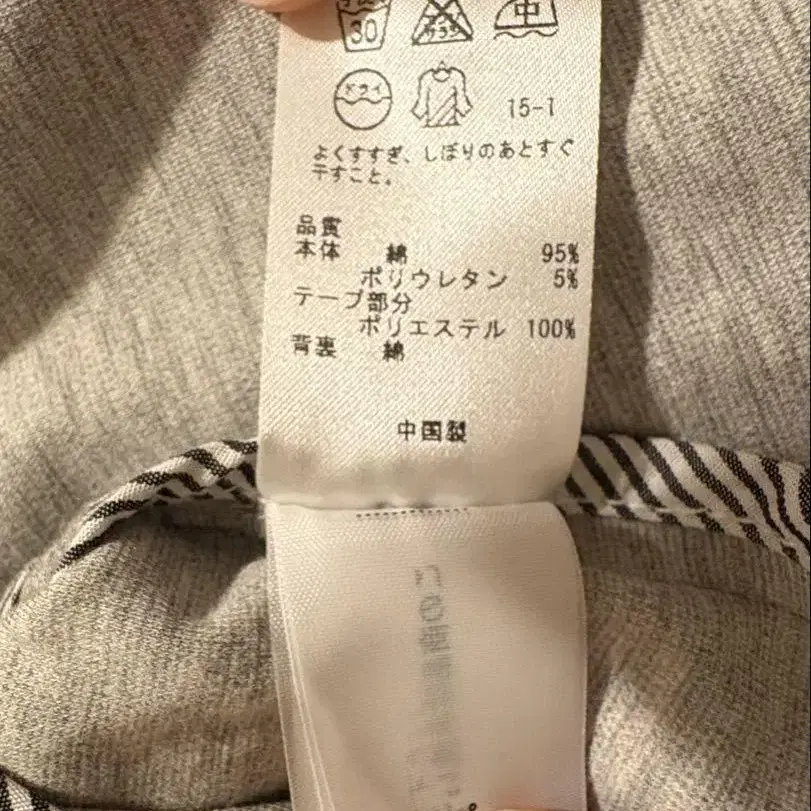 30 中
ドライ 15-1
よくすすぎ、しぼりのあとすぐ
干すこと。
品質
本体 綿 95%
ポリウレタン 5%
テープ部分
ポリエステル 100%
背裏 綿
中国製